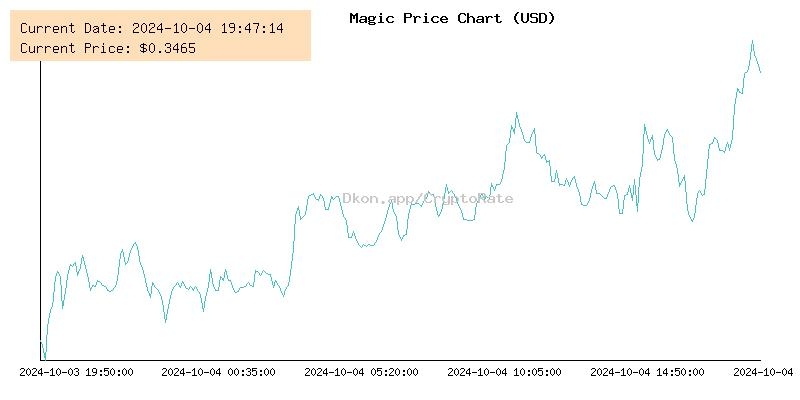 Magic Price Chart (USD)
Current Date: 2024-10-04 19:47:14
Current Price: $0.3465
Dkon.app/CryptoRate
2024-10-03 19:50:00 2024-10-04 00:35:00 2024-10-04 05:20:00 2024-10-04 10:05:00 2024-10-04 14:50:00 2024-10-04